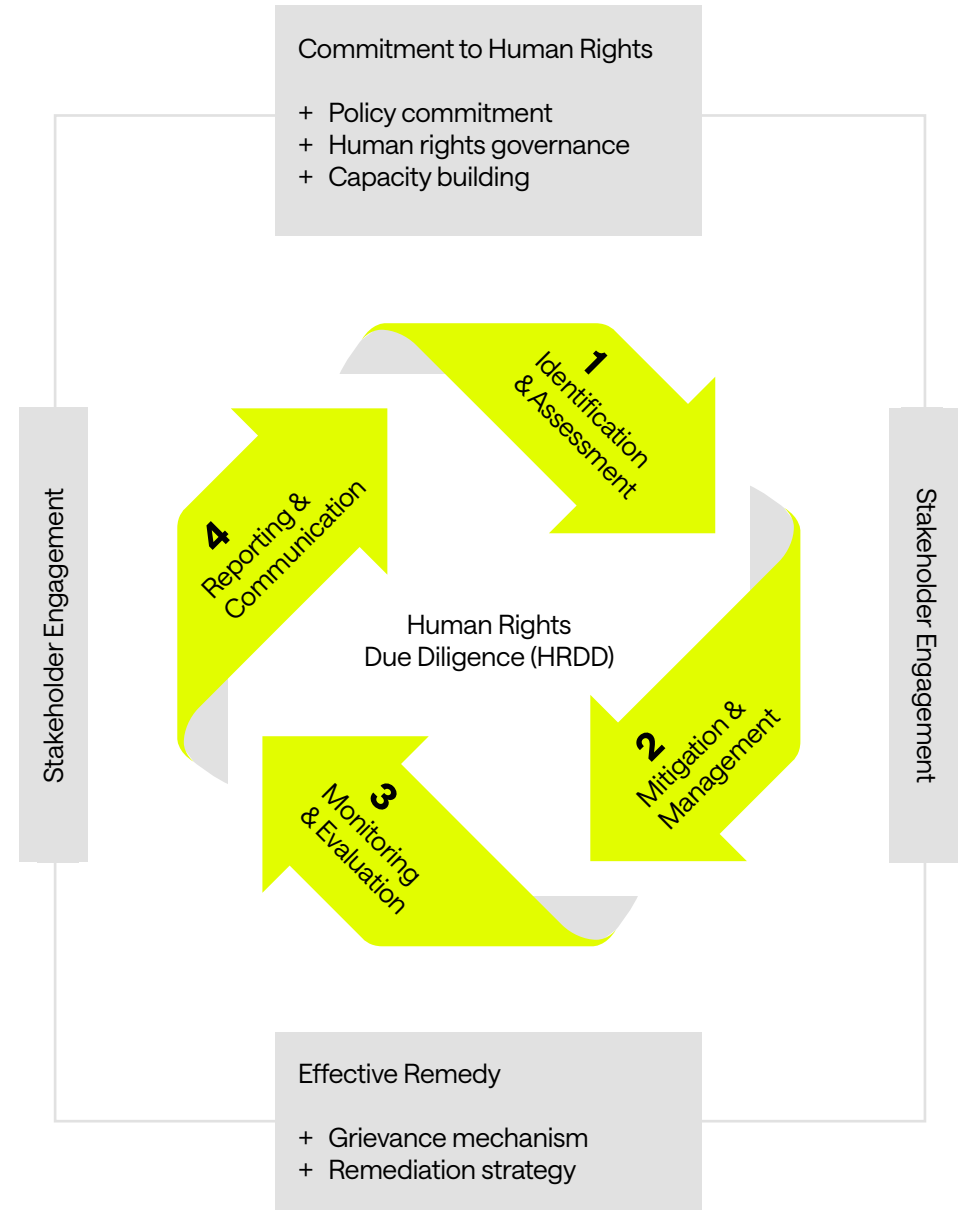 Commitment to Human Rights
+ Policy commitment
+ Human rights governance
+ Capacity building
1
Identification
& Assessment
2
Mitigation &
Management
3
Monitoring
& Evaluation
4
Reporting &
Communication
Human Rights
Due Diligence (HRDD)
Stakeholder Engagement
Stakeholder Engagement
Effective Remedy
+ Grievance mechanism
+ Remediation strategy